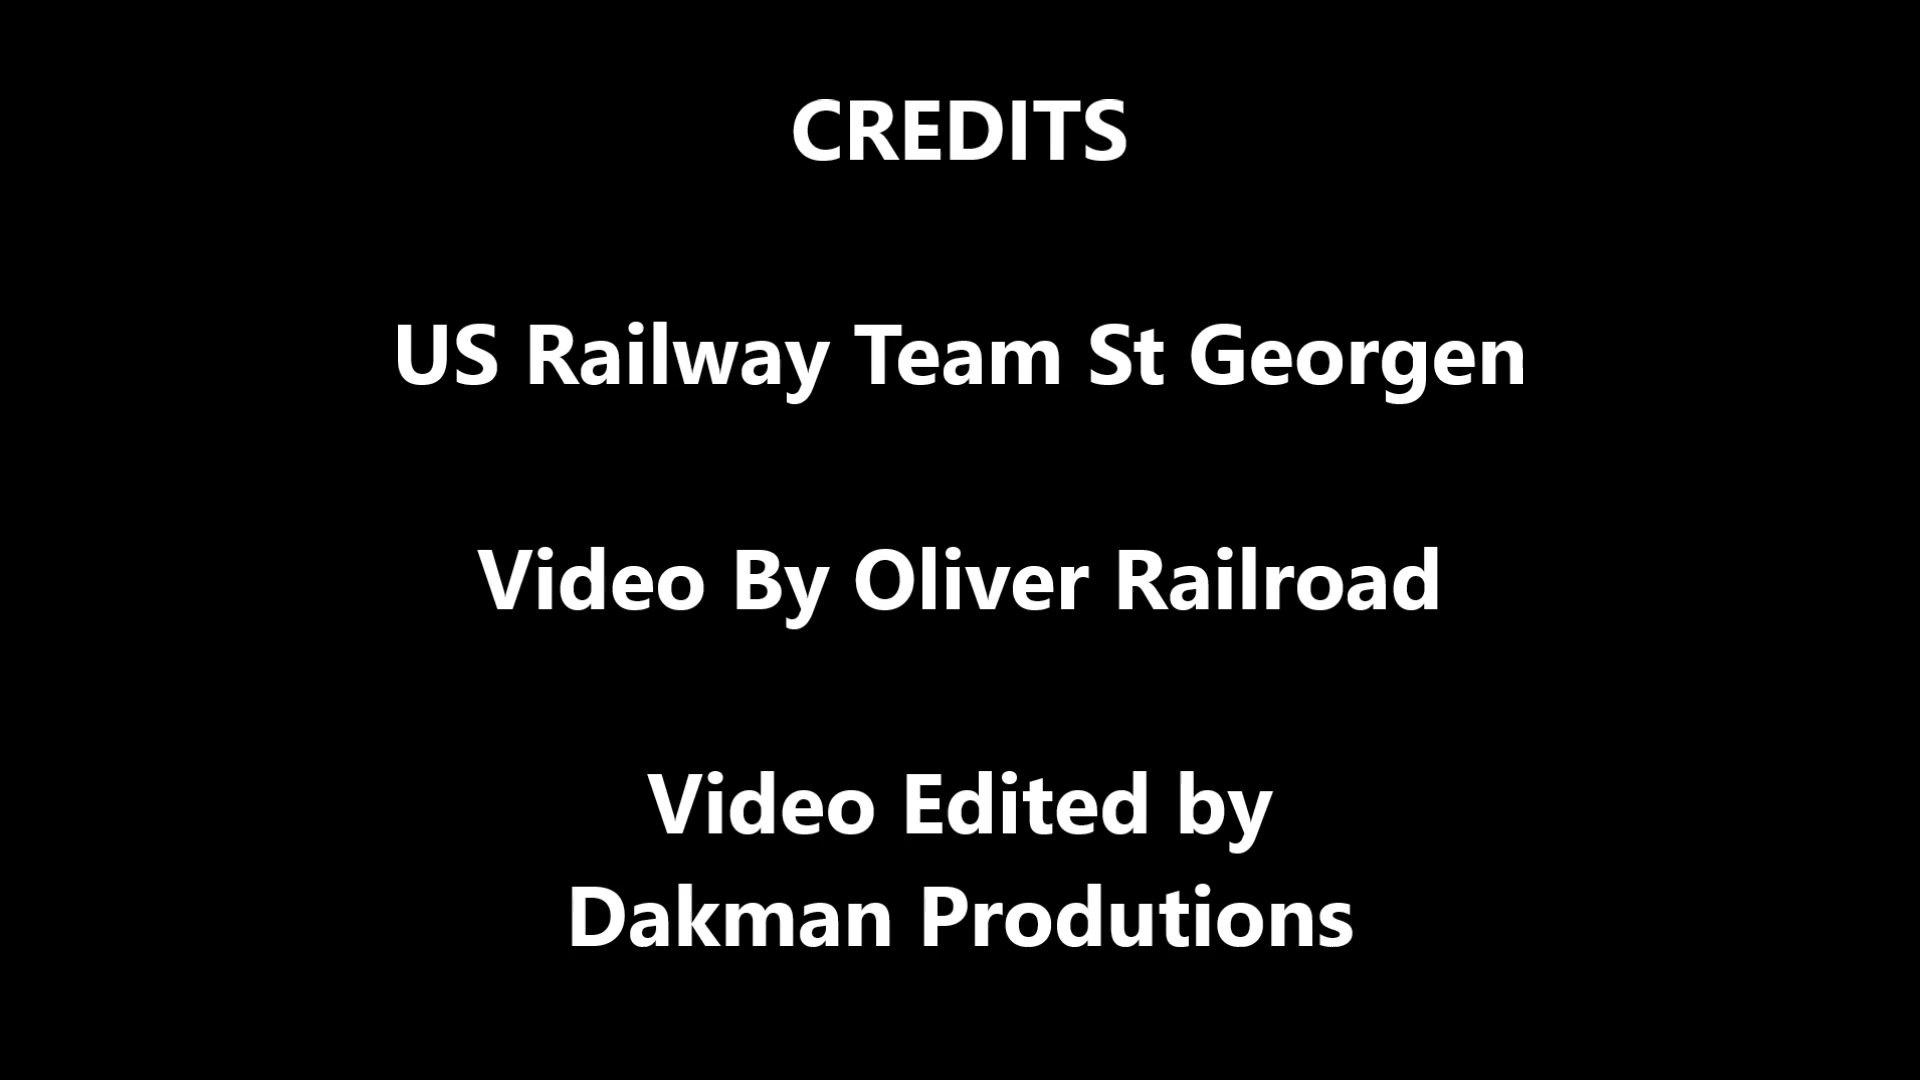 CREDITS
US Railway Team St Georgen
Video By Oliver Railroad
Video Edited by
Dakman Produtions